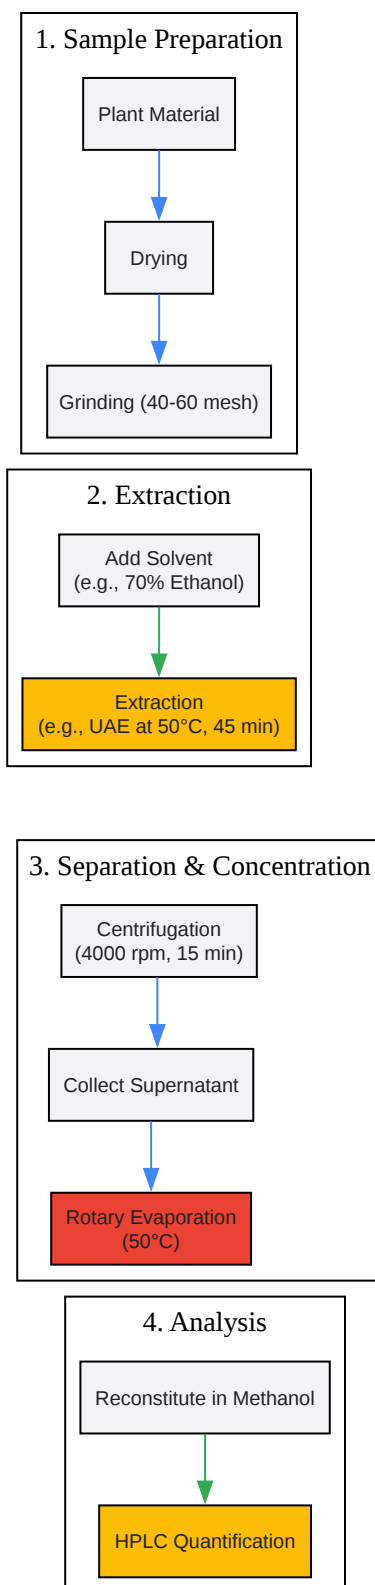 1. Sample Preparation
Plant Material
Drying
Grinding (40-60 mesh)
2. Extraction
Add Solvent
(e.g., 70% Ethanol)
Extraction
(e.g., UAE at 50°C, 45 min)
3. Separation & Concentration
Centrifugation
(4000 rpm, 15 min)
Collect Supernatant
Rotary Evaporation
(50°C)
4. Analysis
Reconstitute in Methanol
HPLC Quantification